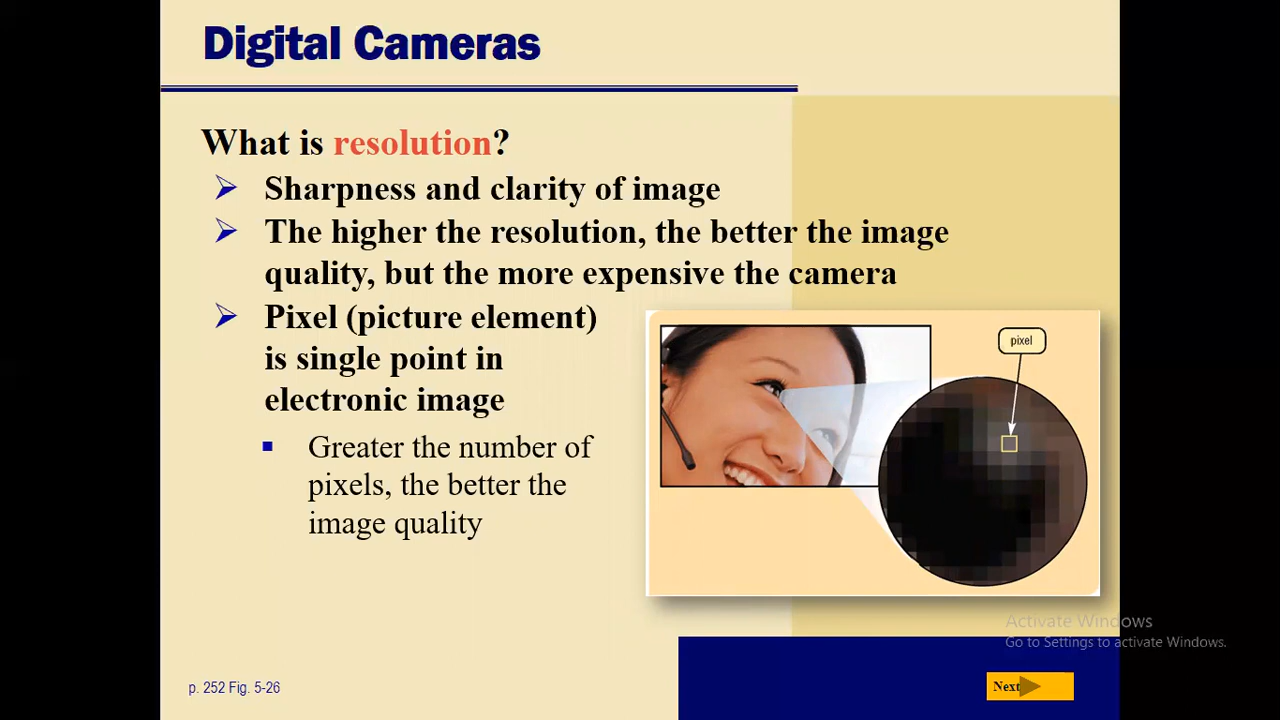 Digital Cameras
What is resolution?
Sharpness and clarity of image
The higher the resolution, the better the image
quality, but the more expensive the camera
Pixel (picture element)
is single point in
electronic image
Greater the number of
pixels, the better the
image quality
pixel
Activate Windows
Go to Settings to activate Windows.
p. 252 Fig. 5-26
Next